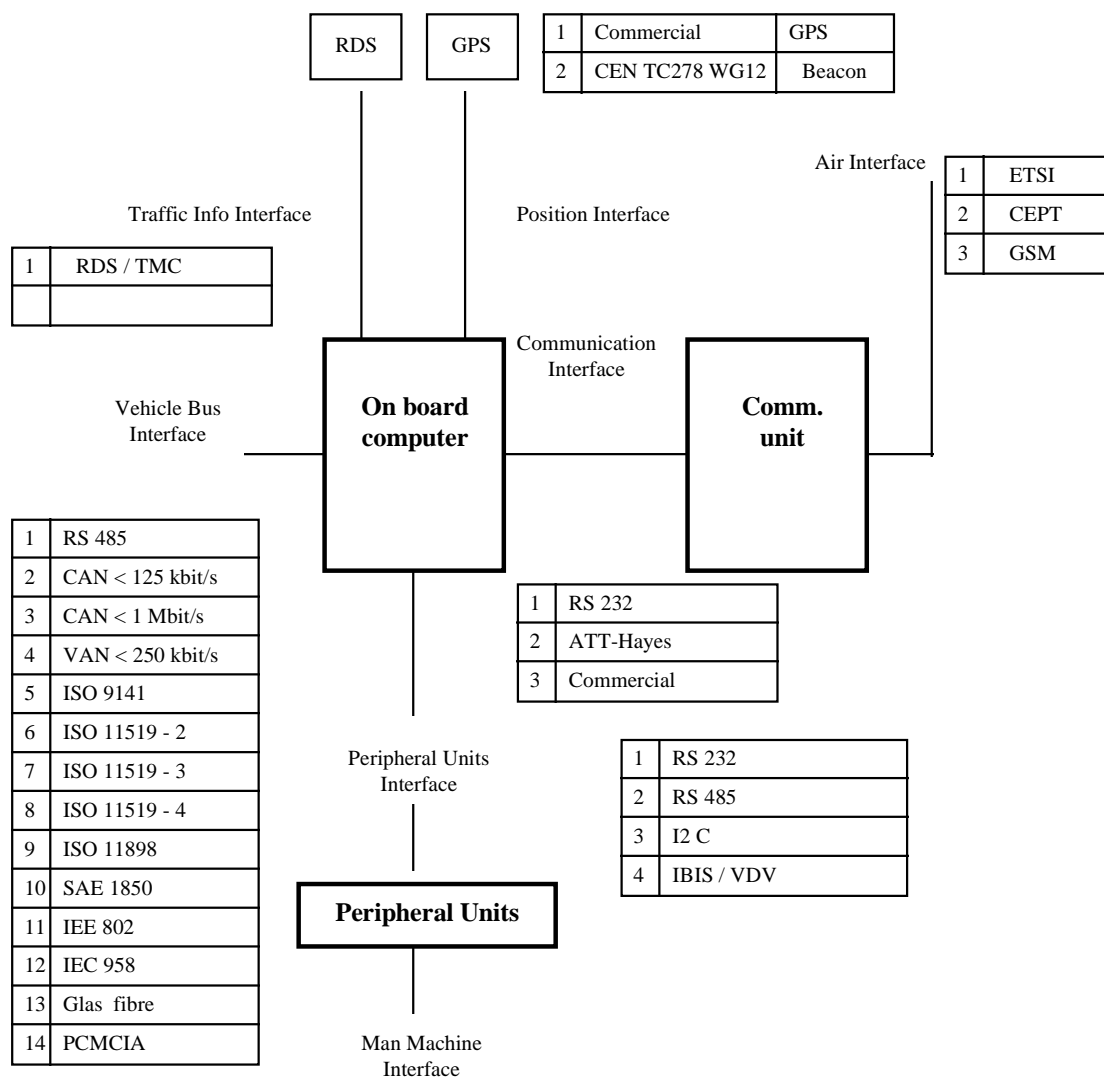 RDS
GPS
1 Commercial GPS
2 CEN TC278 WG12 Beacon
Air Interface
1 ETSI
2 CEPT
3 GSM
Traffic Info Interface
Position Interface
1 RDS / TMC
Communication
Interface
Vehicle Bus
Interface
On board
computer
Comm.
unit
1 RS 485
2 CAN < 125 kbit/s
3 CAN < 1 Mbit/s
4 VAN < 250 kbit/s
5 ISO 9141
6 ISO 11519 - 2
7 ISO 11519 - 3
8 ISO 11519 - 4
9 ISO 11898
10 SAE 1850
11 IEE 802
12 IEC 958
13 Glas fibre
14 PCMCIA
1 RS 232
2 ATT-Hayes
3 Commercial
Peripheral Units
Interface
1 RS 232
2 RS 485
3 I2 C
4 IBIS / VDV
Peripheral Units
Man Machine
Interface